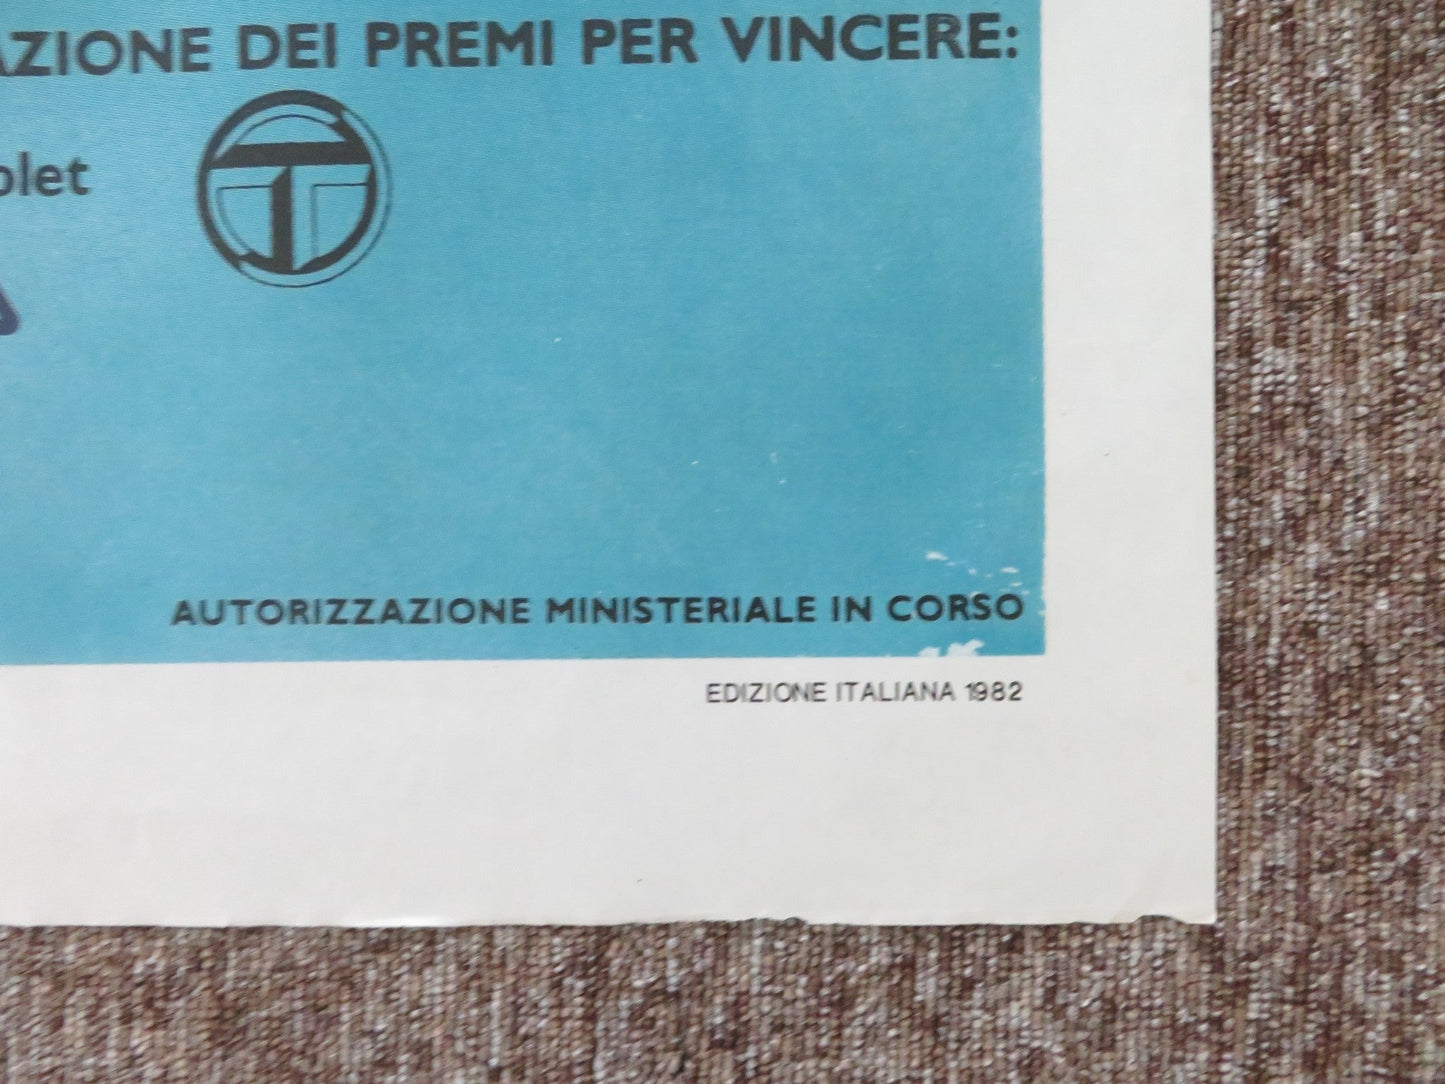 AZIONE DEI PREMI PER VINCERE:
olet
AUTORIZZAZIONE MINISTERIALE IN CORSO
EDIZIONE ITALIANA 1982